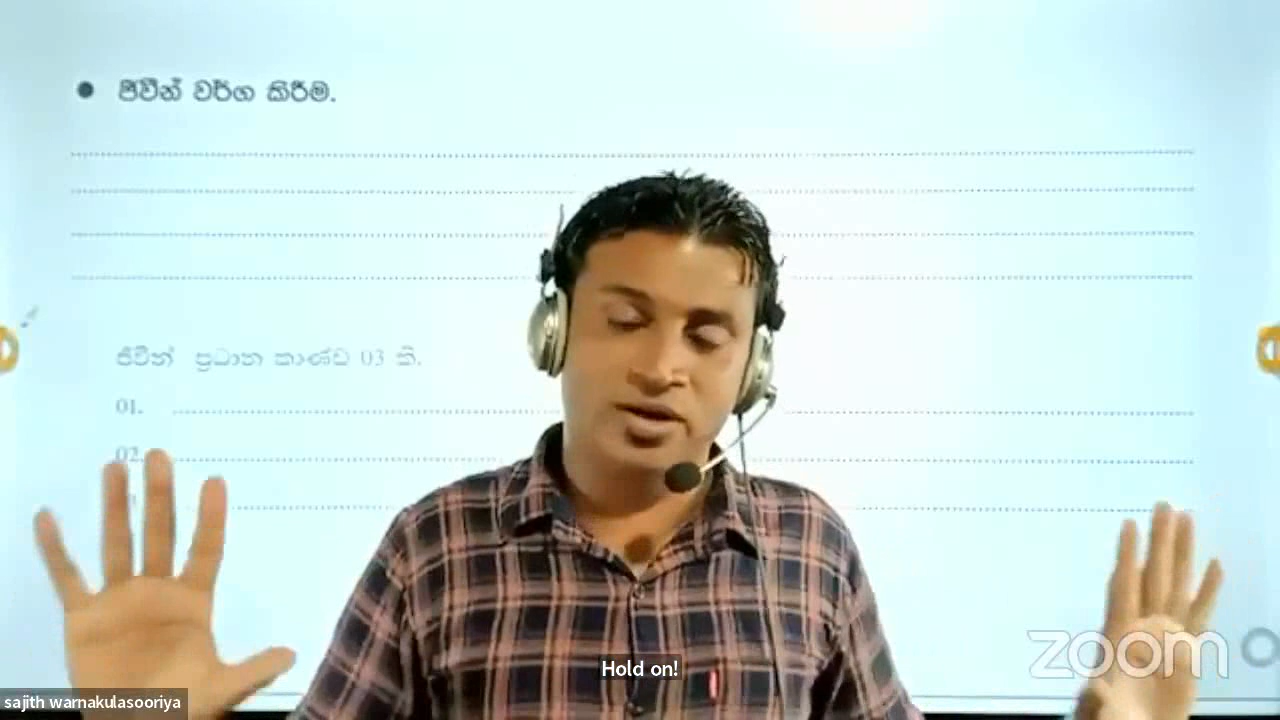 ● ජීවීන් වර්ග කිරීම.
ජීවීන් ප්‍රධාන කාණ්ඩ 03 කි.
01.
02.
Hold on!
zoom
sajith warnakulasooriya